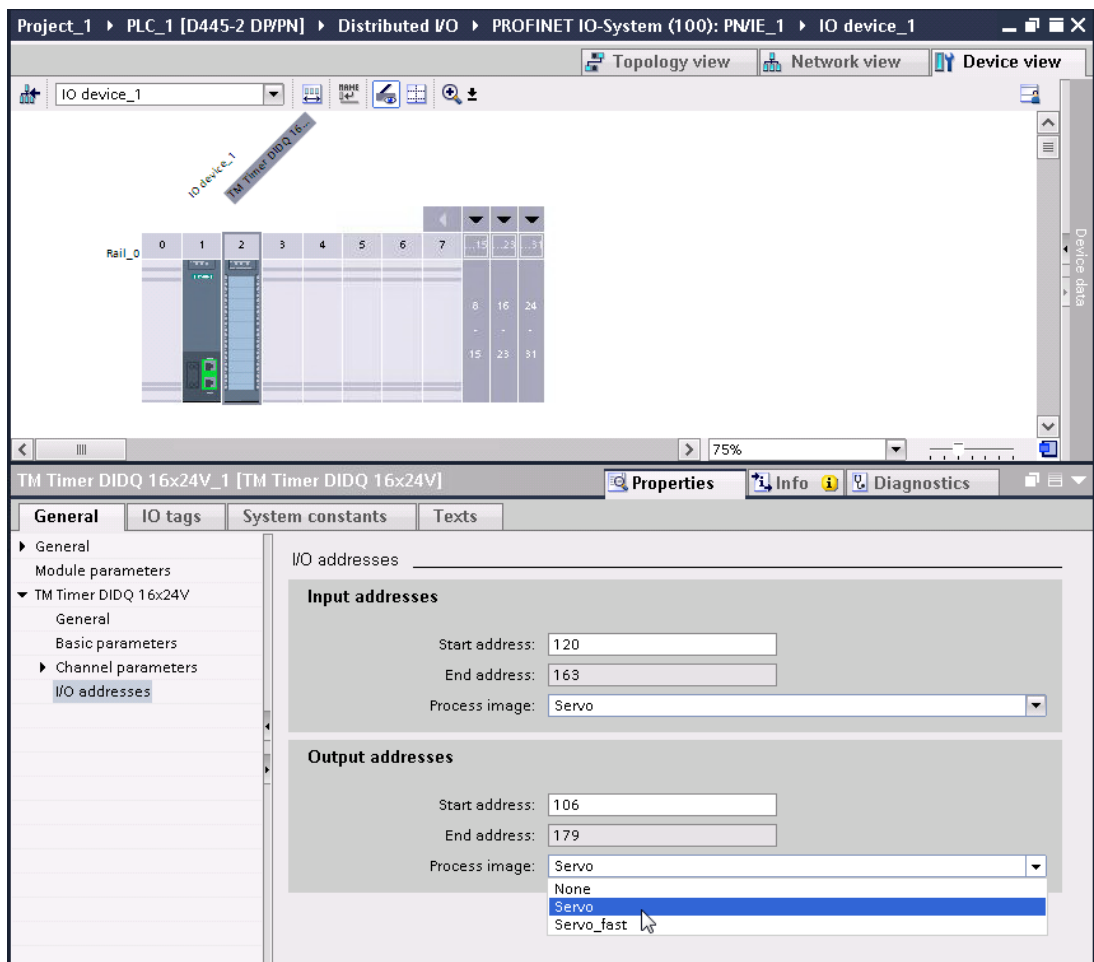 Project_1 ▸ PLC_1 [D445-2 DP/PN] ▸ Distributed I/O ▸ PROFINET IO-System (100): PN/IE_1 ▸ IO device_1
Topology view Network view Device view
IO device_1
IO device_1 TM Timer DIDQ 16...
Rail_0 0 1 2 3 4 5 6 7 ...15 ...23 ...31
8 16 24
- - -
15 23 31
Device data
75%
TM Timer DIDQ 16x24V_1 [TM Timer DIDQ 16x24V] Properties Info Diagnostics
General IO tags System constants Texts
General
Module parameters
TM Timer DIDQ 16x24V
General
Basic parameters
Channel parameters
I/O addresses
I/O addresses
Input addresses
Start address: 120
End address: 163
Process image: Servo
Output addresses
Start address: 106
End address: 179
Process image: Servo
None
Servo
Servo_fast